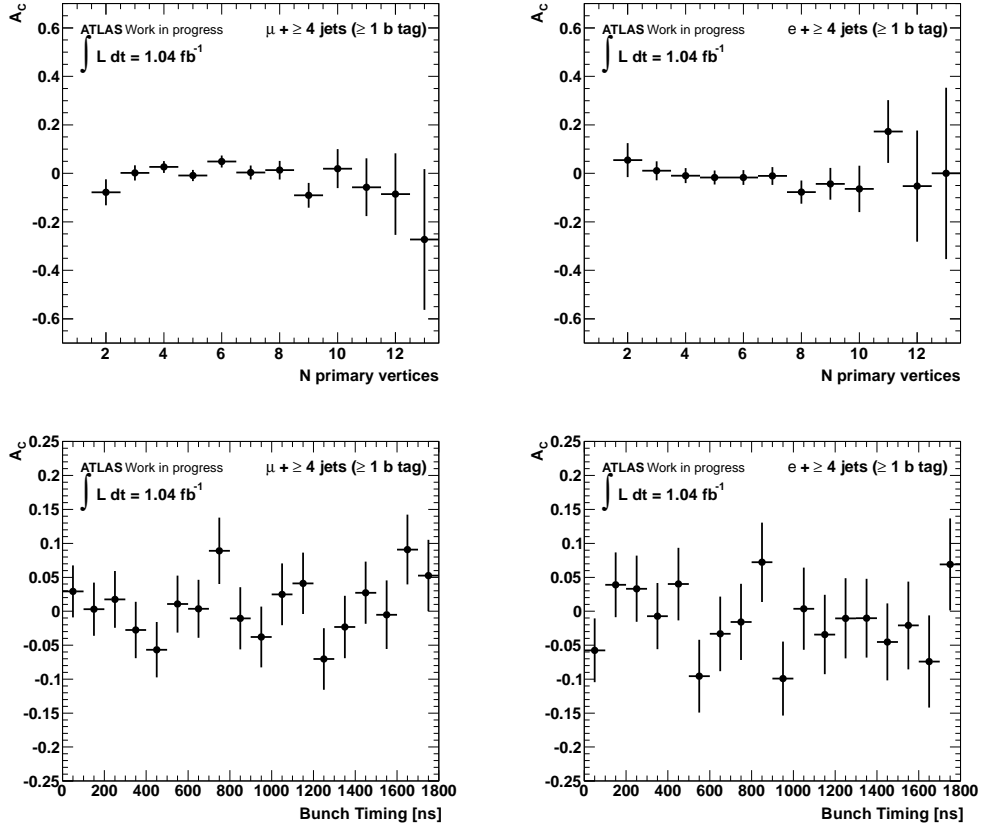 A_C
0.6
0.4
0.2
0
-0.2
-0.4
-0.6
ATLAS Work in progress
μ + ≥ 4 jets (≥ 1 b tag)
∫ L dt = 1.04 fb⁻¹
2 4 6 8 10 12
N primary vertices
A_C
0.6
0.4
0.2
0
-0.2
-0.4
-0.6
ATLAS Work in progress
e + ≥ 4 jets (≥ 1 b tag)
∫ L dt = 1.04 fb⁻¹
2 4 6 8 10 12
N primary vertices
A_C
0.25
0.2
0.15
0.1
0.05
0
-0.05
-0.1
-0.15
-0.2
-0.25
ATLAS Work in progress
μ + ≥ 4 jets (≥ 1 b tag)
∫ L dt = 1.04 fb⁻¹
0 200 400 600 800 1000 1200 1400 1600 1800
Bunch Timing [ns]
A_C
0.25
0.2
0.15
0.1
0.05
0
-0.05
-0.1
-0.15
-0.2
-0.25
ATLAS Work in progress
e + ≥ 4 jets (≥ 1 b tag)
∫ L dt = 1.04 fb⁻¹
0 200 400 600 800 1000 1200 1400 1600 1800
Bunch Timing [ns]